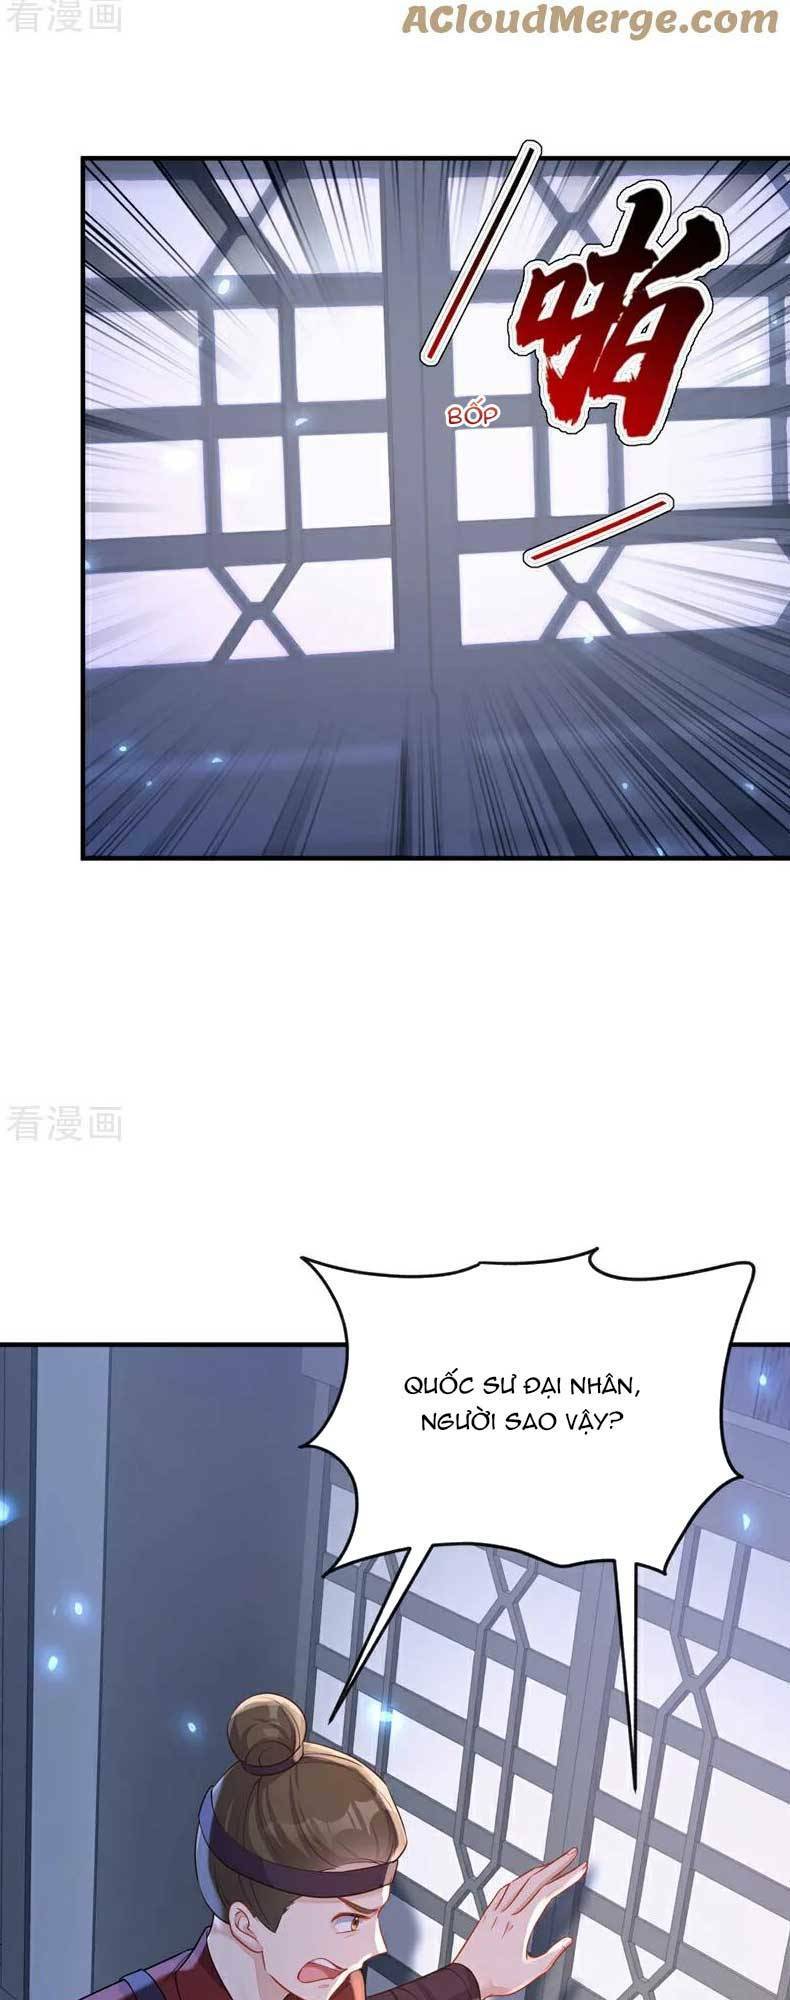 看漫画
AcloudMerge.com
啪
BỐP
看漫画
QUỐC SƯ ĐẠI NHÂN,
NGƯỜI SAO VẬY?